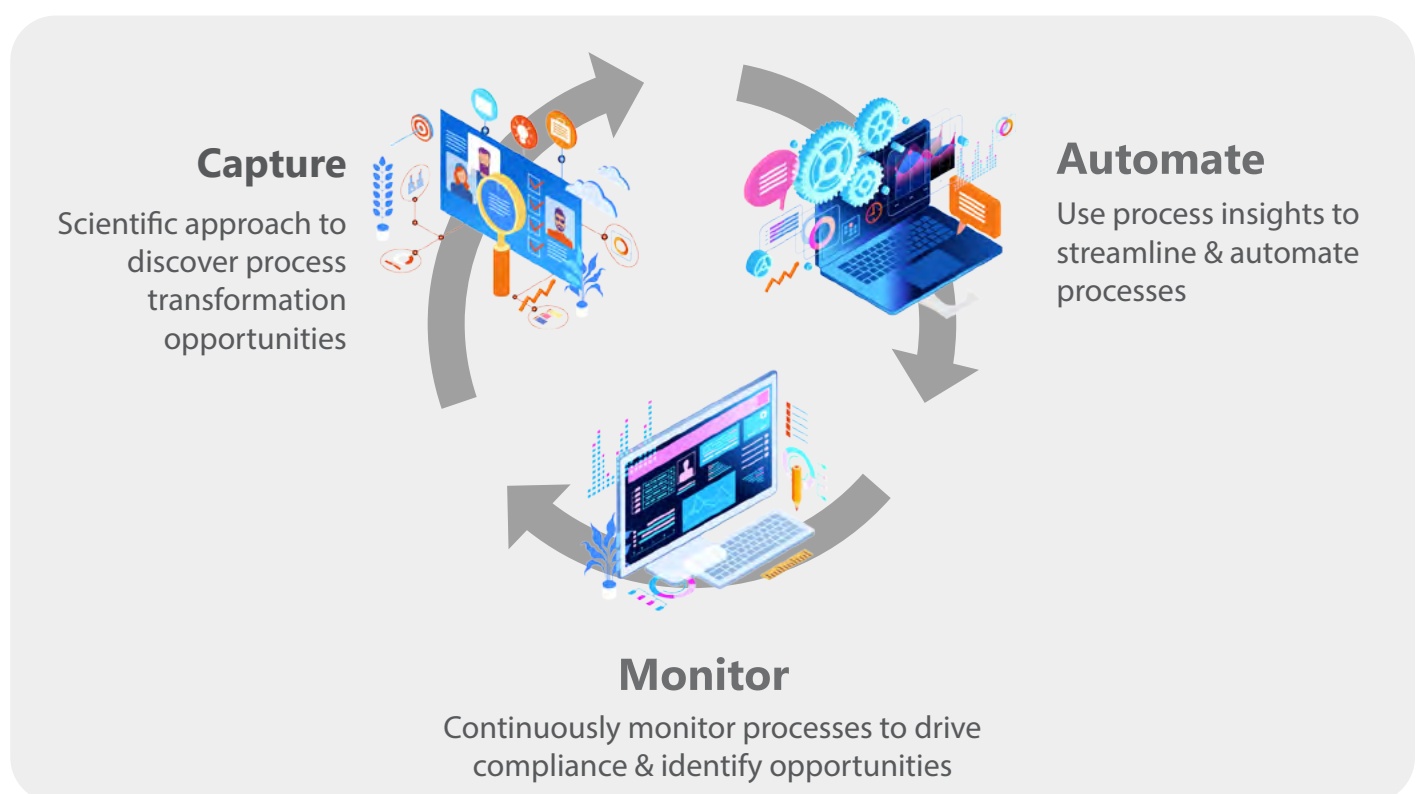 Capture
Scientific approach to
discover process
transformation
opportunities
Automate
Use process insights to
streamline & automate
processes
Monitor
Continuously monitor processes to drive
compliance & identify opportunities